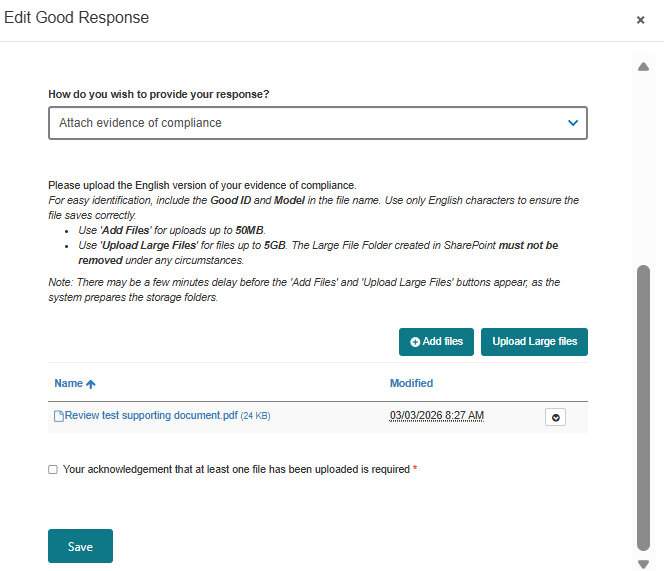 Edit Good Response
×
How do you wish to provide your response?
Attach evidence of compliance
Please upload the English version of your evidence of compliance.
For easy identification, include the Good ID and Model in the file name. Use only English characters to ensure the
file saves correctly.
• Use 'Add Files' for uploads up to 50MB.
• Use 'Upload Large Files' for files up to 5GB. The Large File Folder created in SharePoint must not be
removed under any circumstances.
Note: There may be a few minutes delay before the 'Add Files' and 'Upload Large Files' buttons appear, as the
system prepares the storage folders.
Add files Upload Large files
Name Modified
Review test supporting document.pdf (24 KB) 03/03/2026 8:27 AM
Your acknowledgement that at least one file has been uploaded is required *
Save